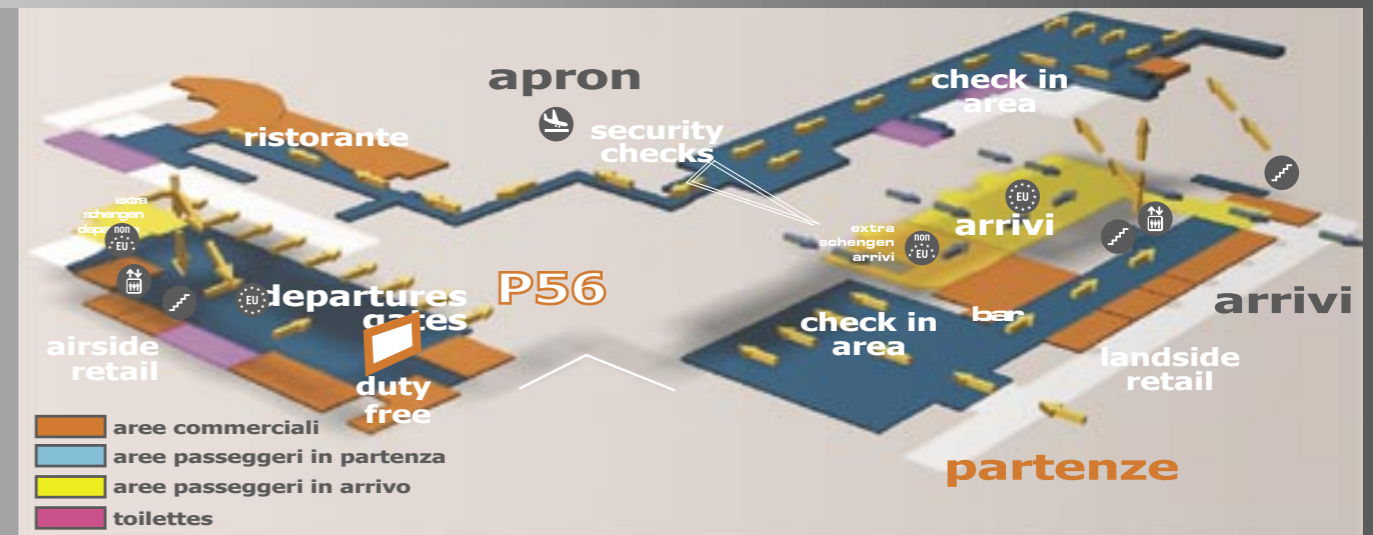 apron
check in
area
ristorante
security
checks
extra
schengen
non
EU
EU
arrivi
extra
schengen
arrivi
non
EU
P56
EU
departures
gates
arrivi
bar
check in
area
airside
retail
landside
retail
duty
free
aree commerciali
aree passeggeri in partenza
aree passeggeri in arrivo
toilettes
partenze